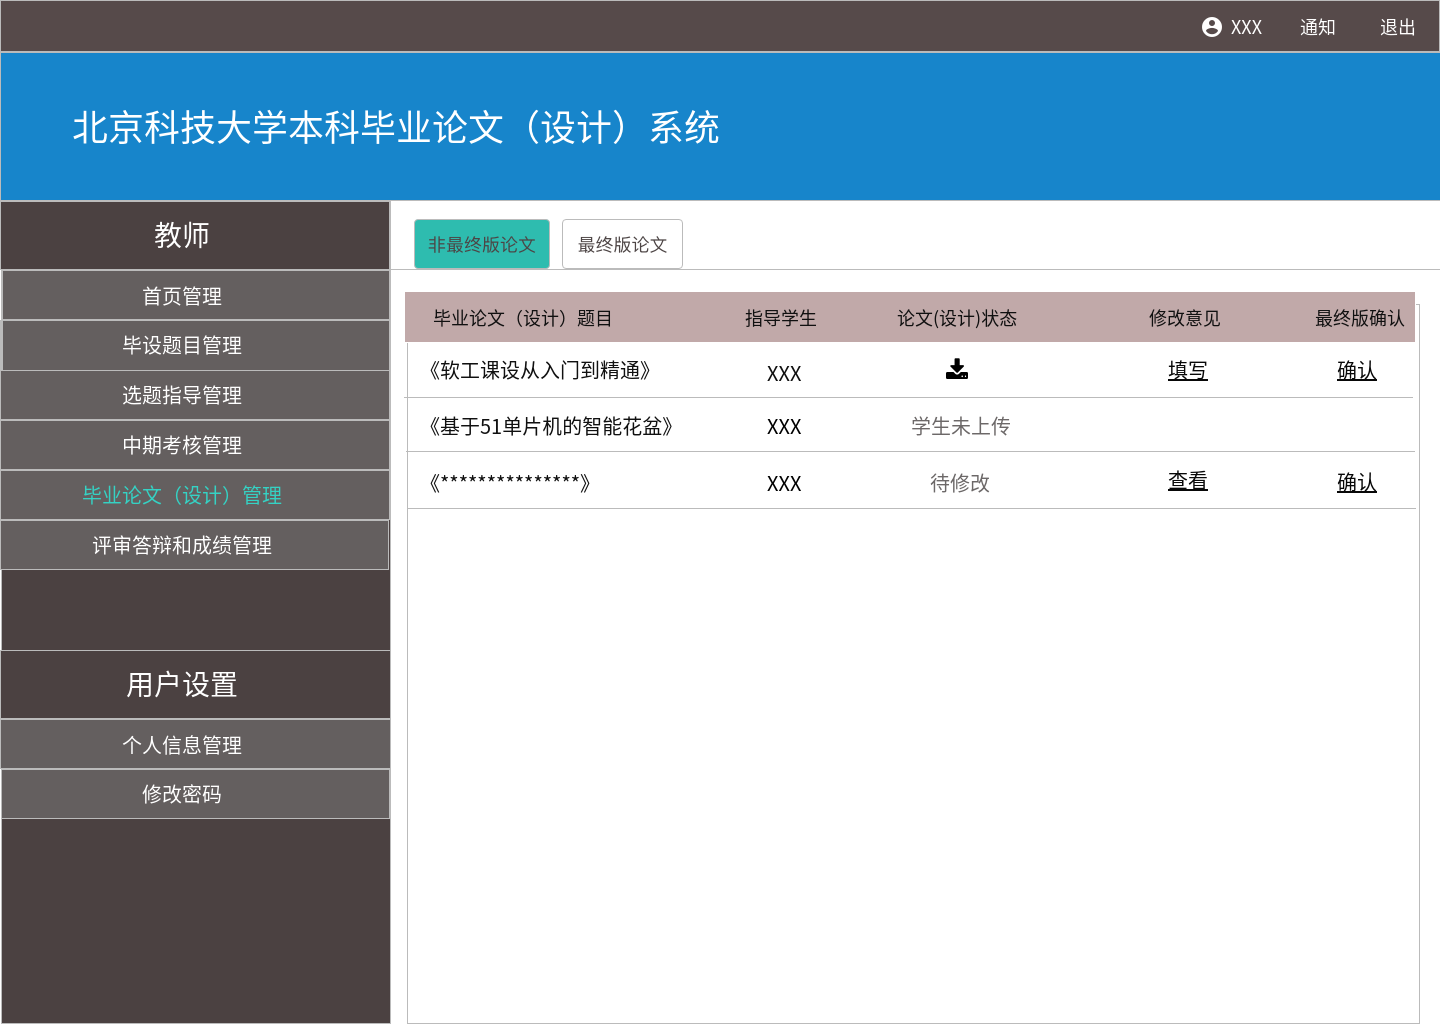 XXX 通知 退出
北京科技大学本科毕业论文（设计）系统
教师
首页管理
毕设题目管理
选题指导管理
中期考核管理
毕业论文（设计）管理
评审答辩和成绩管理
用户设置
个人信息管理
修改密码
非最终版论文 最终版论文
毕业论文（设计）题目 指导学生 论文(设计)状态 修改意见 最终版确认
《软工课设从入门到精通》 XXX 填写 确认
《基于51单片机的智能花盆》 XXX 学生未上传
《***************》 XXX 待修改 查看 确认